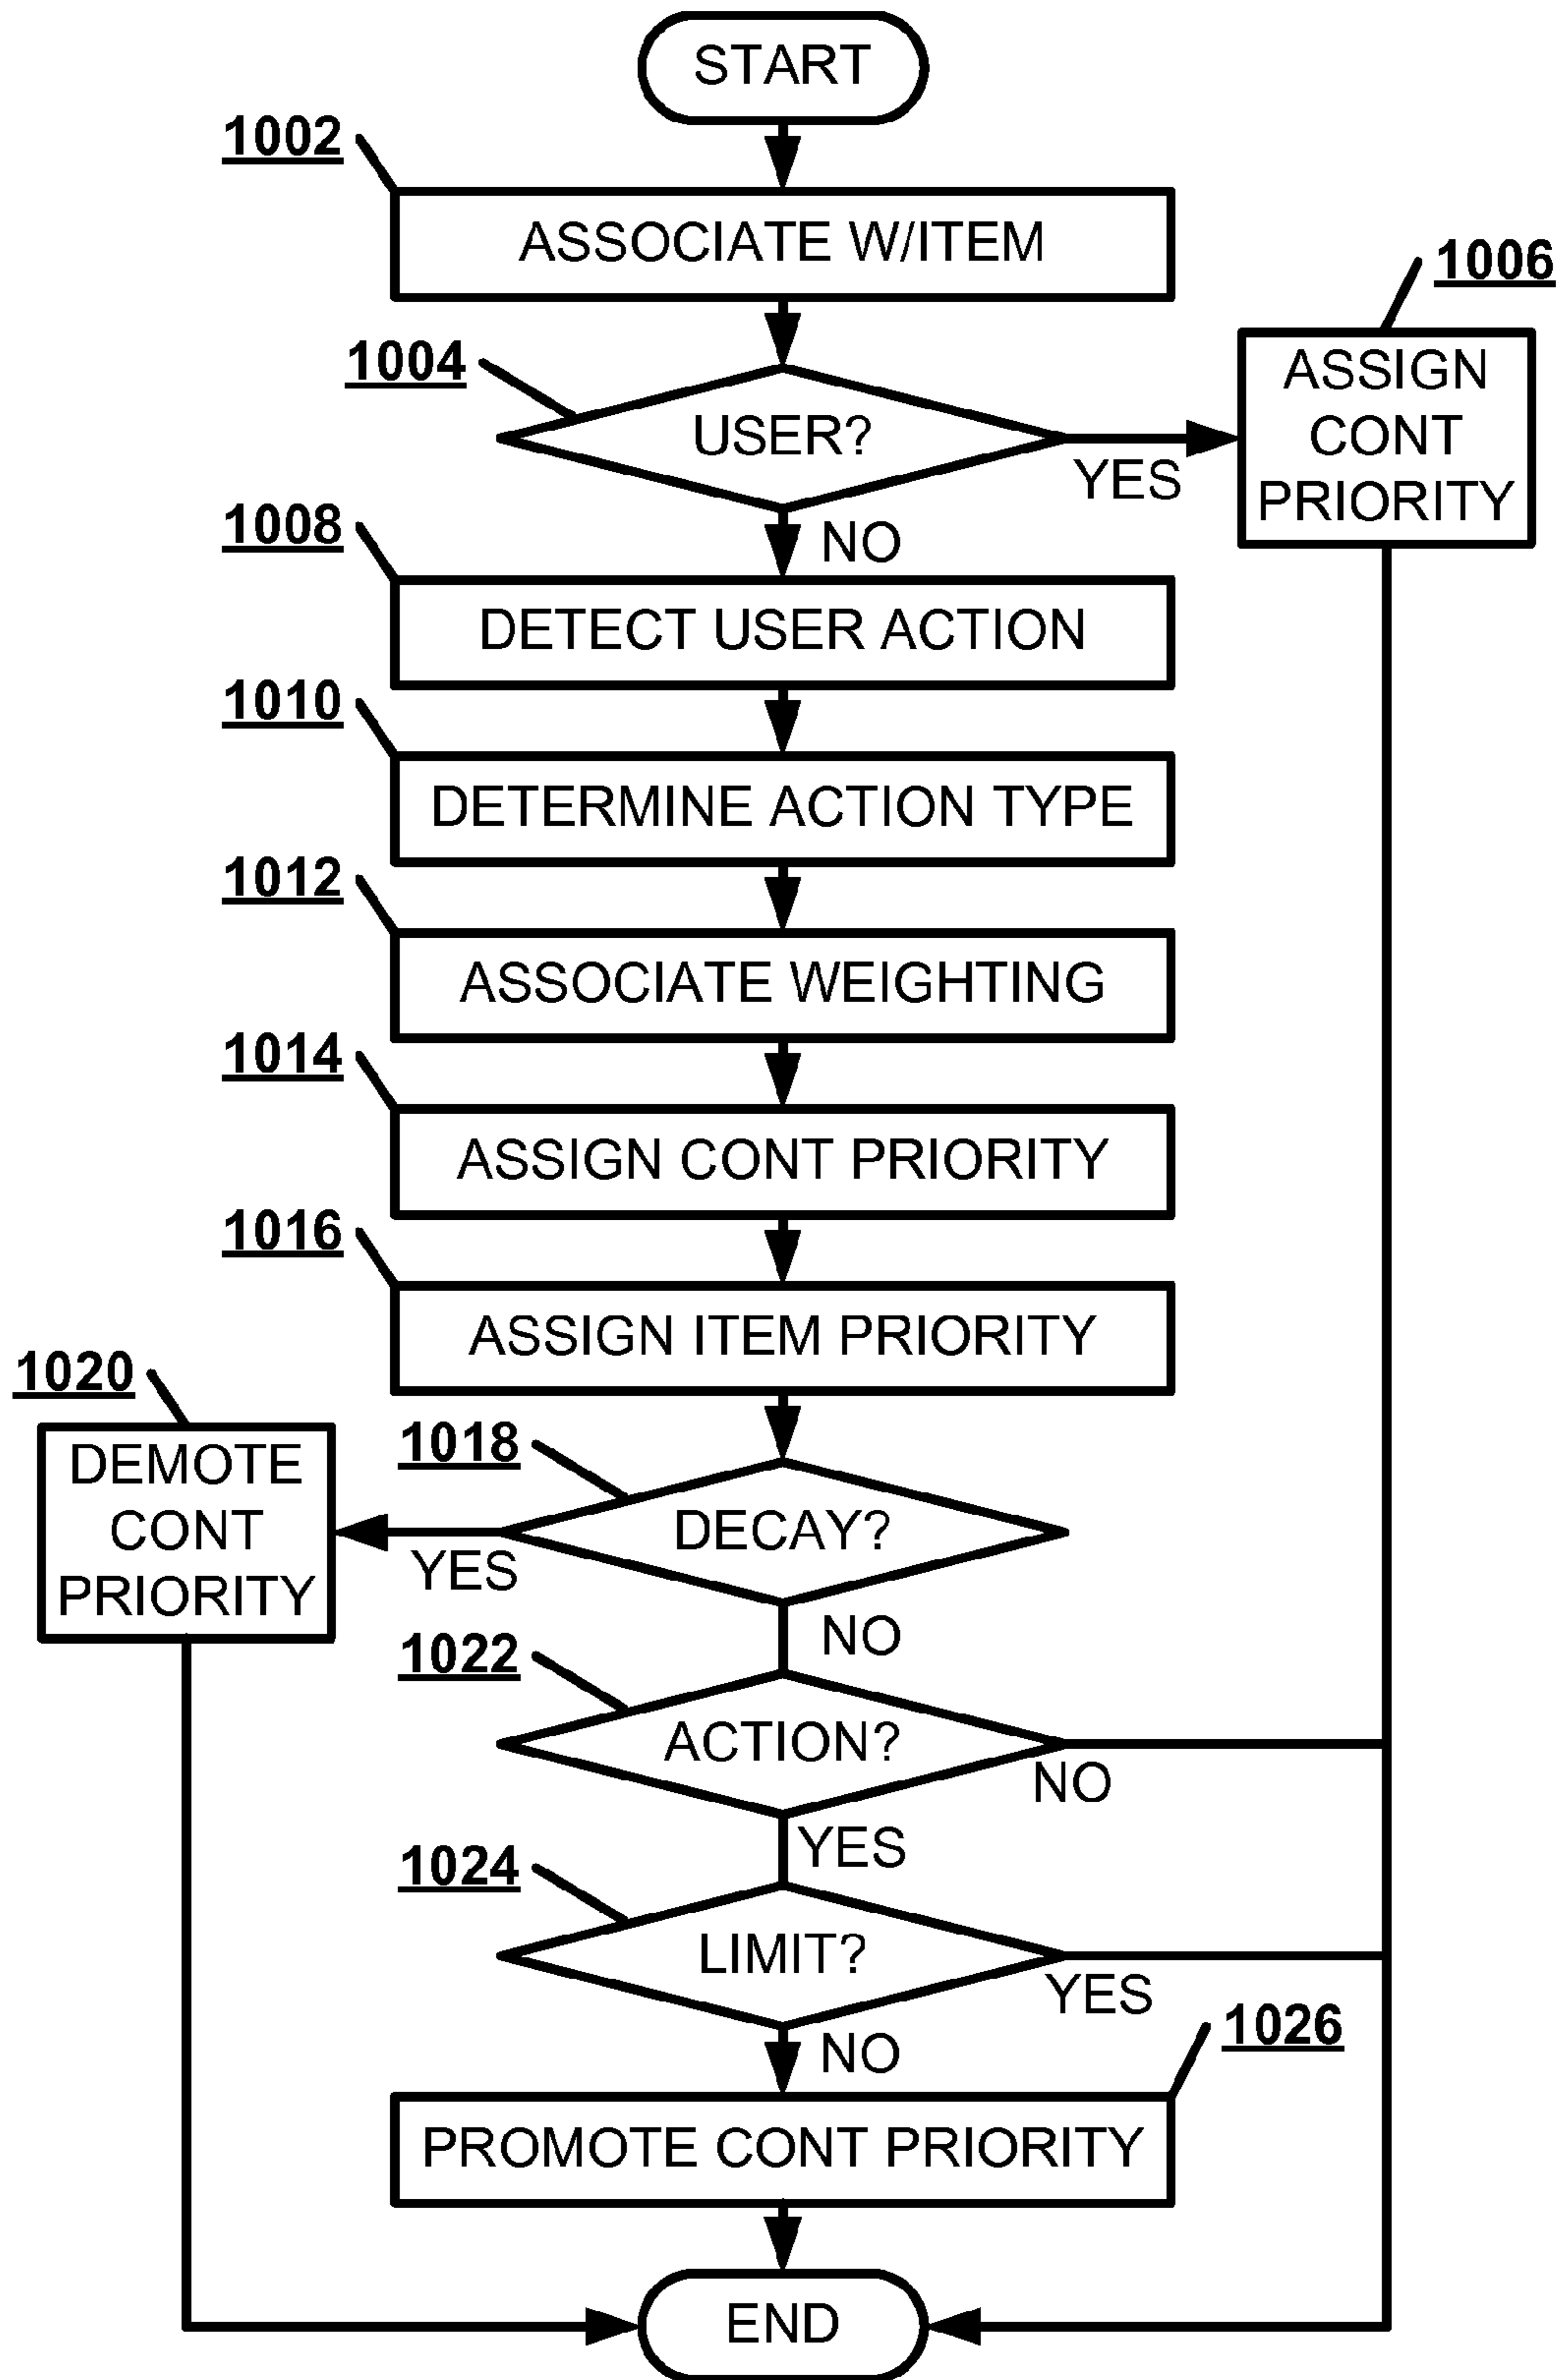 START
1002
ASSOCIATE W/ITEM
1006
ASSIGN
CONT
PRIORITY
1004
USER?
YES
NO
1008
DETECT USER ACTION
1010
DETERMINE ACTION TYPE
1012
ASSOCIATE WEIGHTING
1014
ASSIGN CONT PRIORITY
1016
ASSIGN ITEM PRIORITY
1020
DEMOTE
CONT
PRIORITY
1018
DECAY?
YES
NO
1022
ACTION?
NO
YES
1024
LIMIT?
YES
NO
1026
PROMOTE CONT PRIORITY
END